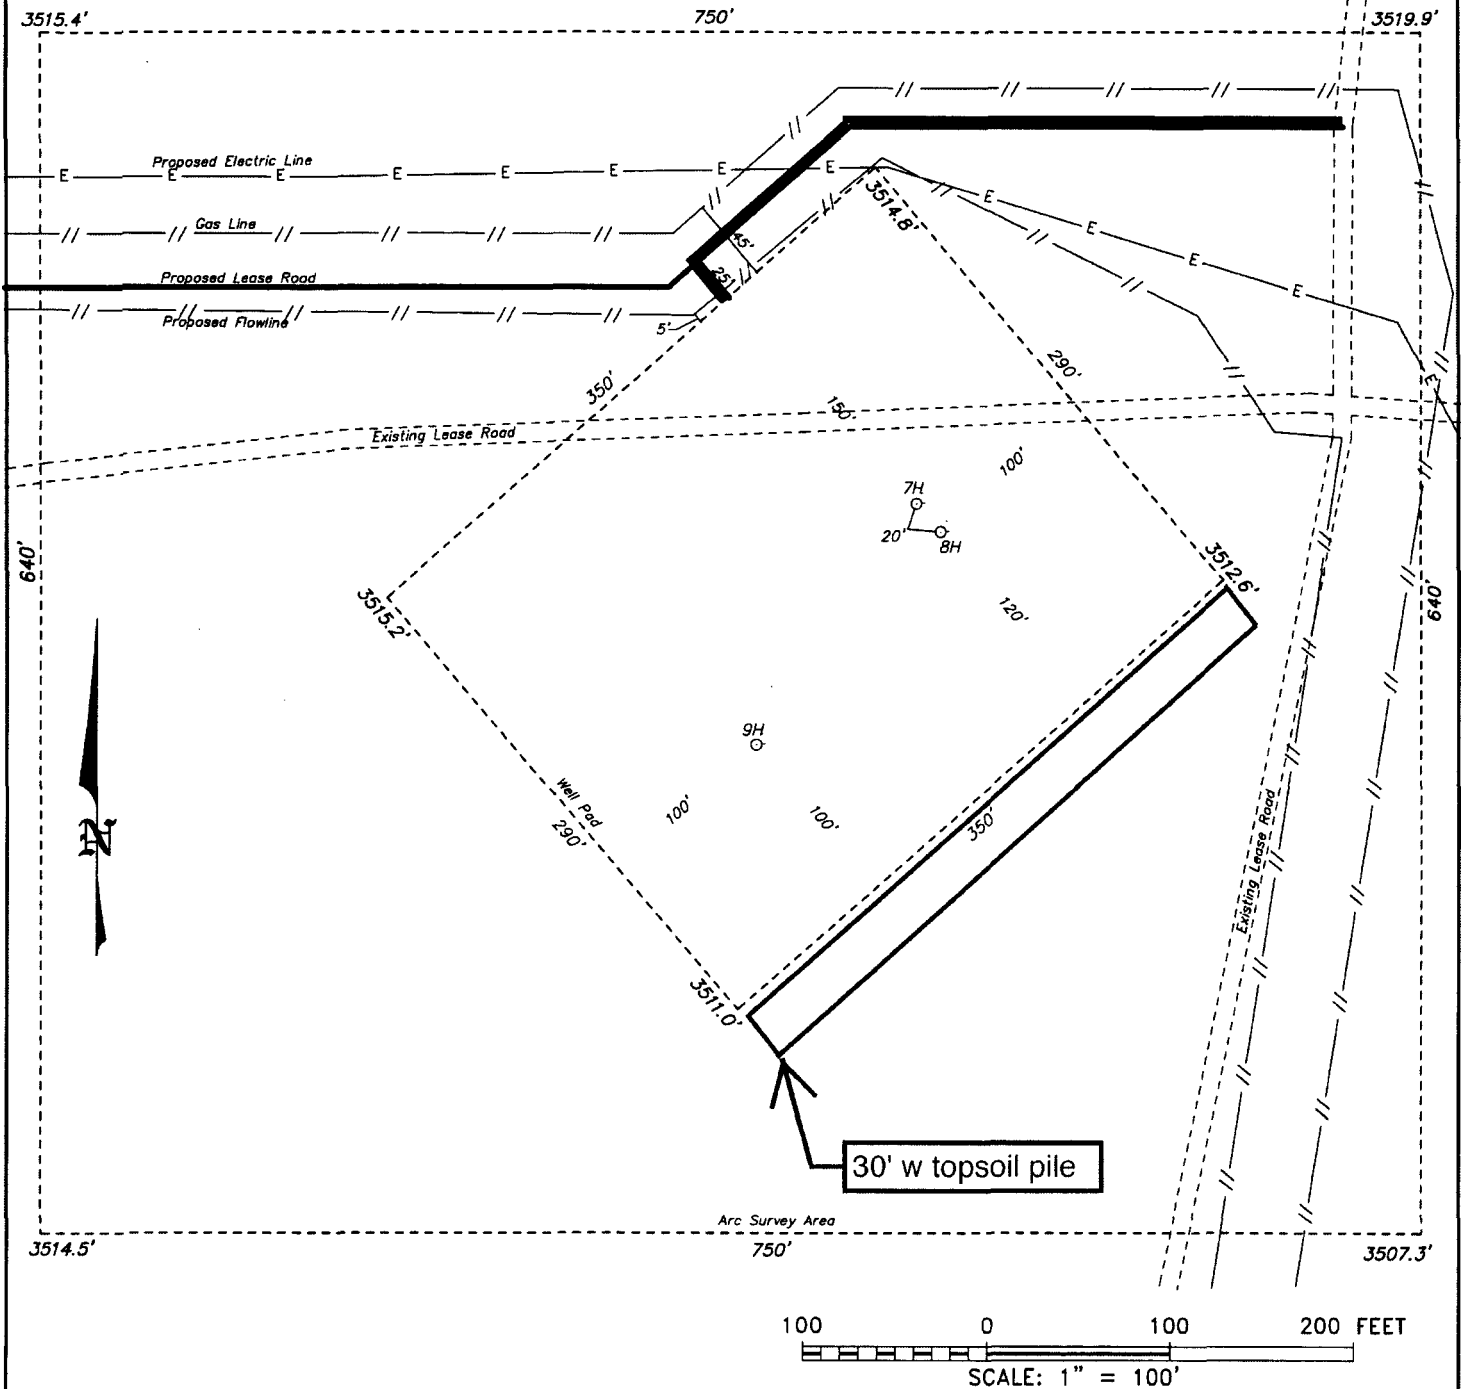 3515.4'
750'
3519.9'
Proposed Electric Line
E E E E E E E E
Gas Line
3514.8'
45'
E
E
E
E
E
Proposed Lease Road
25'
Proposed Flowline
5'
290'
350'
150'
Existing Lease Road
100'
7H
20'
8H
640'
3512.6'
3515.2'
120'
640'
N
9H
Well Pad
290'
100'
100'
350'
Existing Lease Road
3511.0'
30' w topsoil pile
Arc Survey Area
3514.5'
750'
3507.3'
100 0 100 200 FEET
SCALE: 1" = 100'